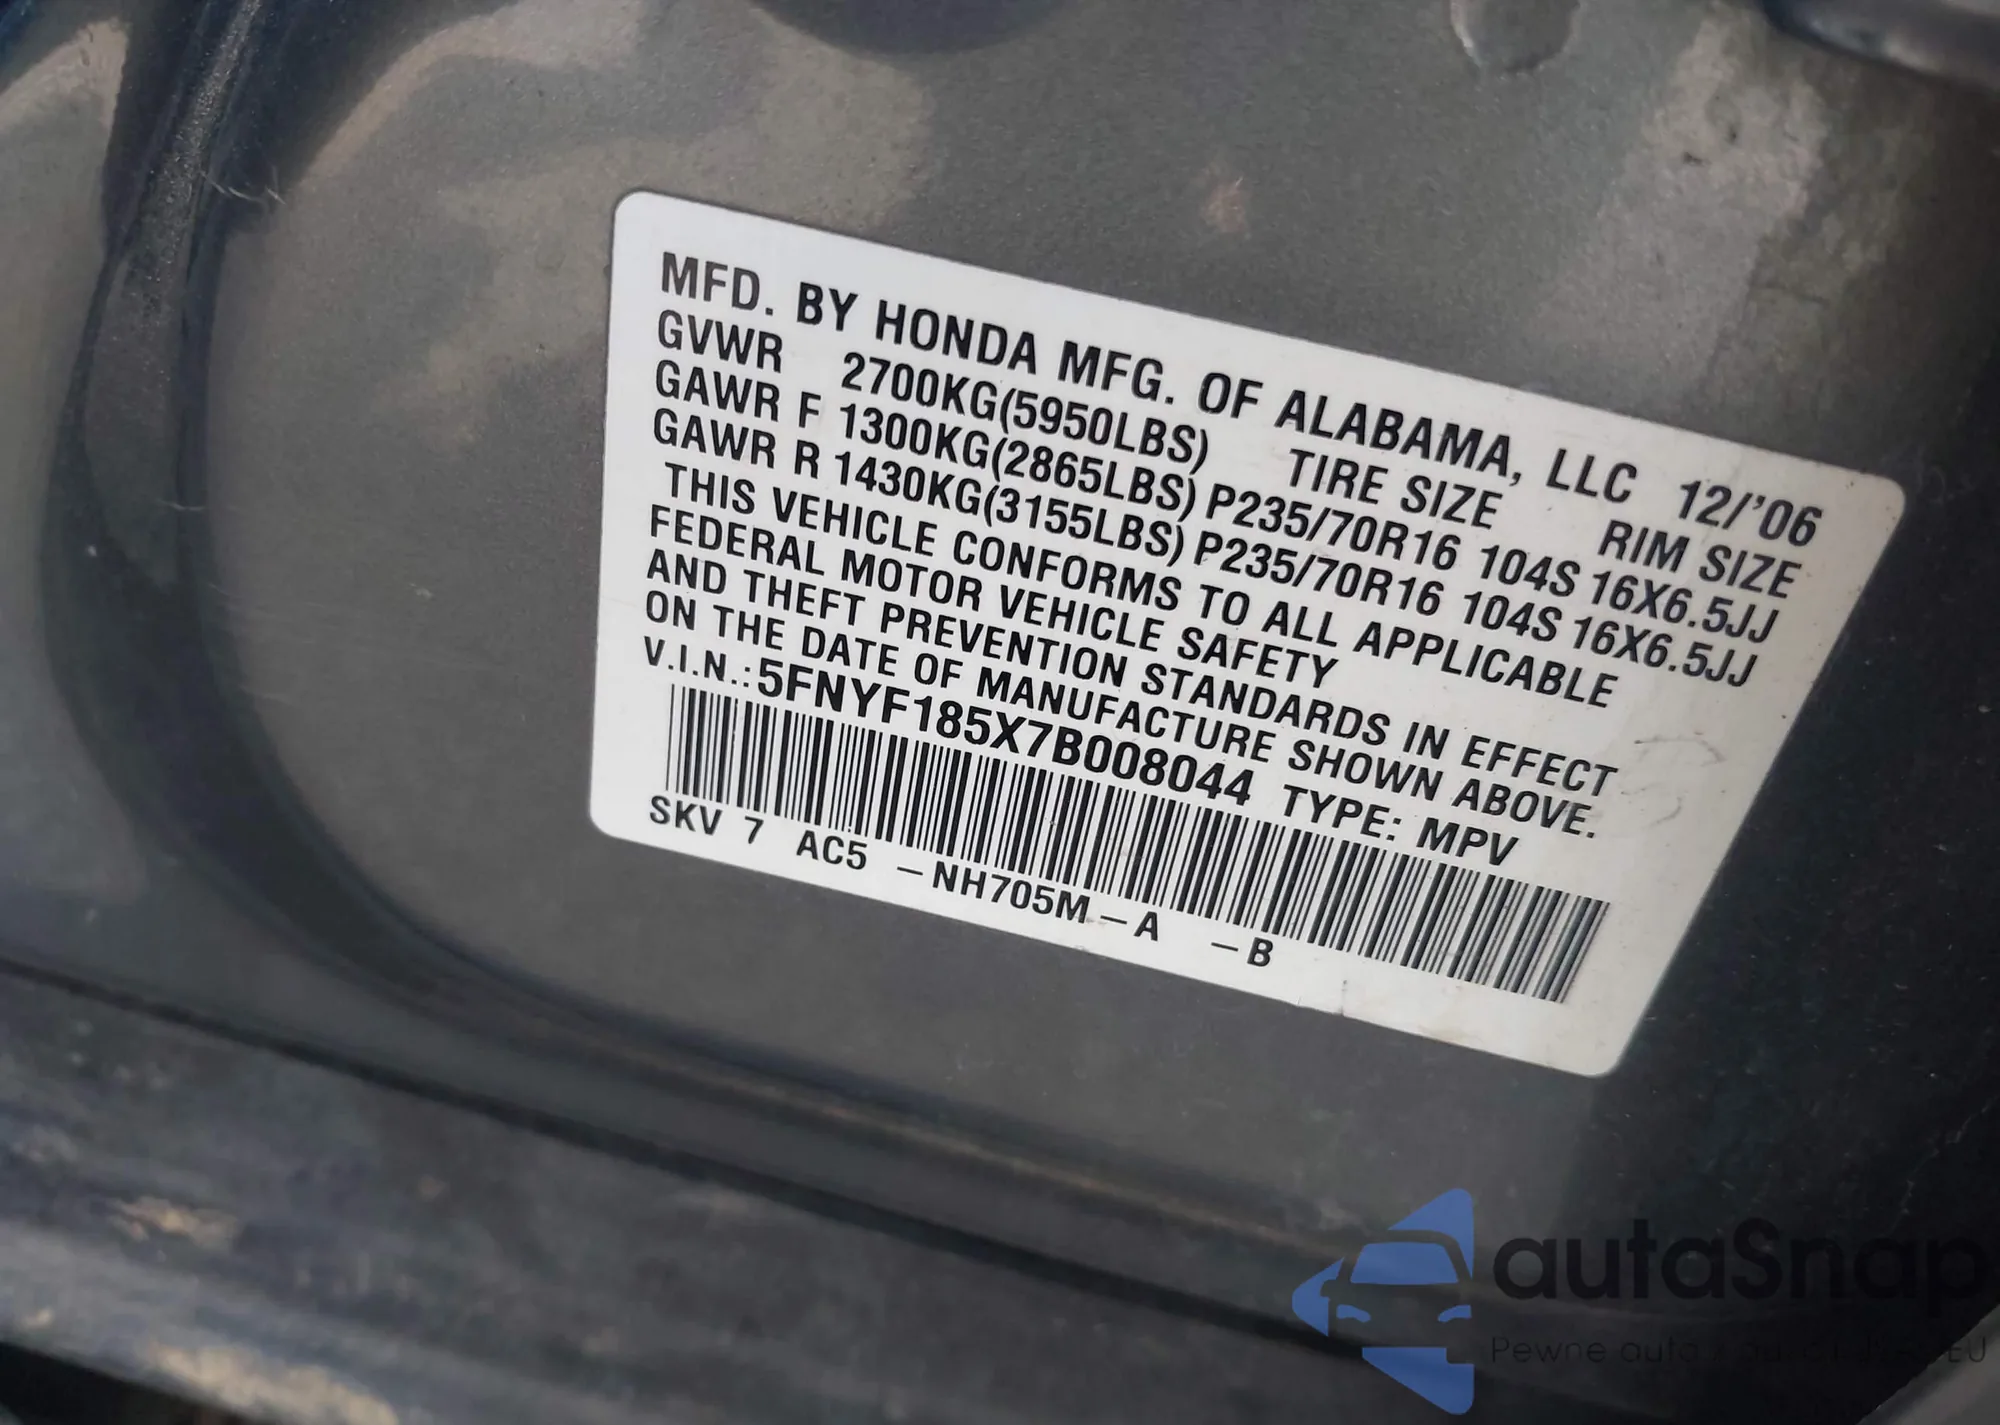 MFD. BY HONDA MFG. OF ALABAMA, LLC 12/'06
GVWR 2700KG(5950LBS) TIRE SIZE RIM SIZE
GAWR F 1300KG(2865LBS) P235/70R16 104S 16X6.5JJ
GAWR R 1430KG(3155LBS) P235/70R16 104S 16X6.5JJ
THIS VEHICLE CONFORMS TO ALL APPLICABLE
FEDERAL MOTOR VEHICLE SAFETY
AND THEFT PREVENTION STANDARDS IN EFFECT
ON THE DATE OF MANUFACTURE SHOWN ABOVE.
V.I.N.: 5FNYF185X7B008044 TYPE: MPV
SKV 7 AC5 –NH705M–A –B
autaSnap
Pewne auto z